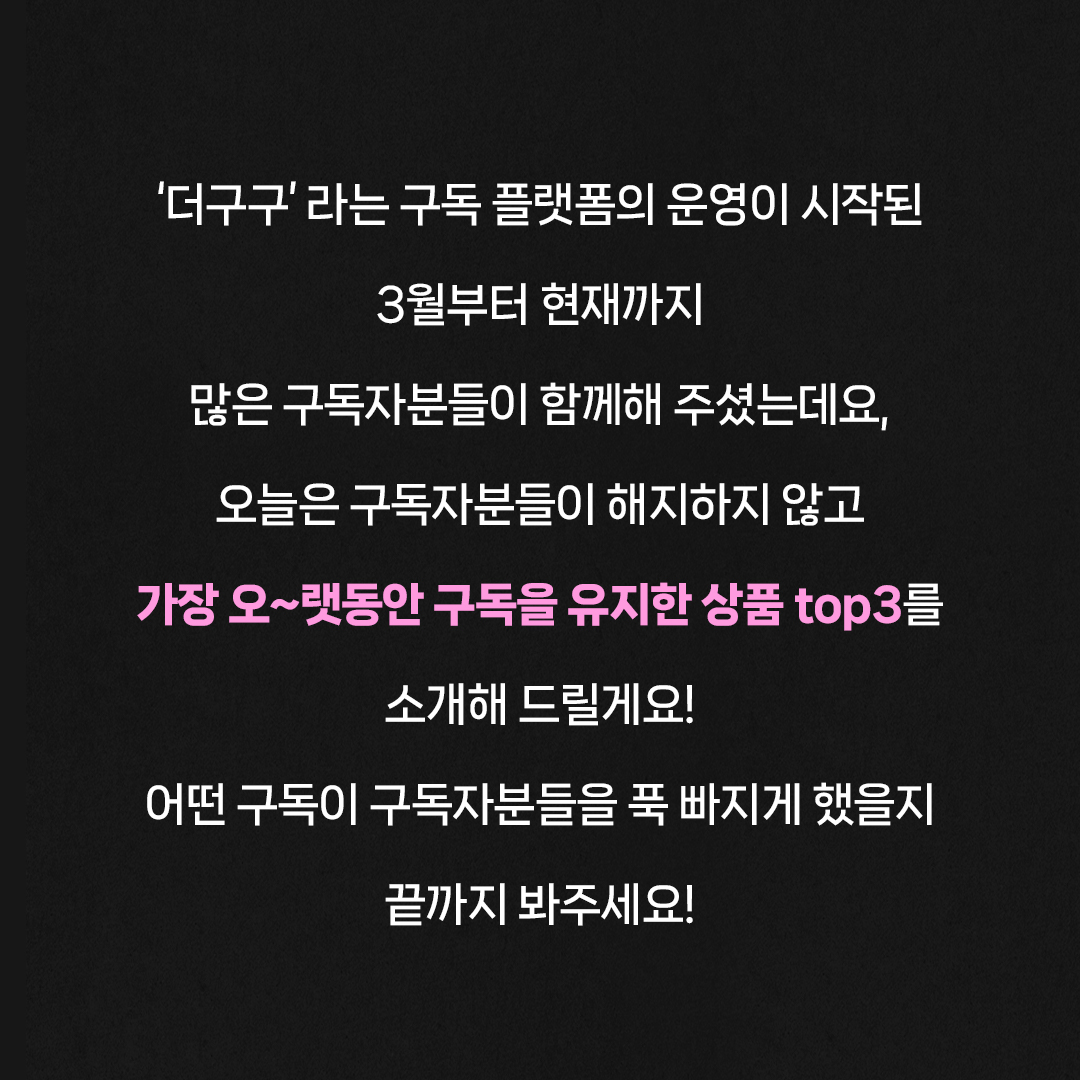 ‘더구구’ 라는 구독 플랫폼의 운영이 시작된
3월부터 현재까지
많은 구독자분들이 함께해 주셨는데요,
오늘은 구독자분들이 해지하지 않고
가장 오~랫동안 구독을 유지한 상품 top3를
소개해 드릴게요!
어떤 구독이 구독자분들을 푹 빠지게 했을지
끝까지 봐주세요!